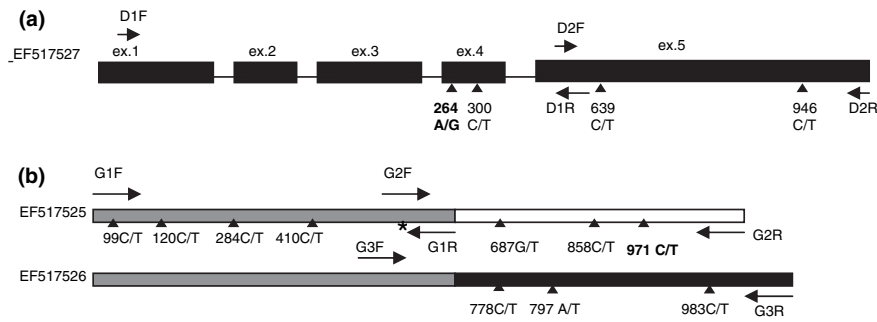 (a)
D1F
D2F
_EF517527
ex.1
ex.2
ex.3
ex.4
ex.5
264
A/G
300
C/T
D1R
639
C/T
946
C/T
D2R
(b)
G1F
G2F
EF517525
*
99C/T
120C/T
284C/T
410C/T
G1R
687G/T
858C/T
971 C/T
G2R
G3F
EF517526
778C/T
797 A/T
983C/T
G3R